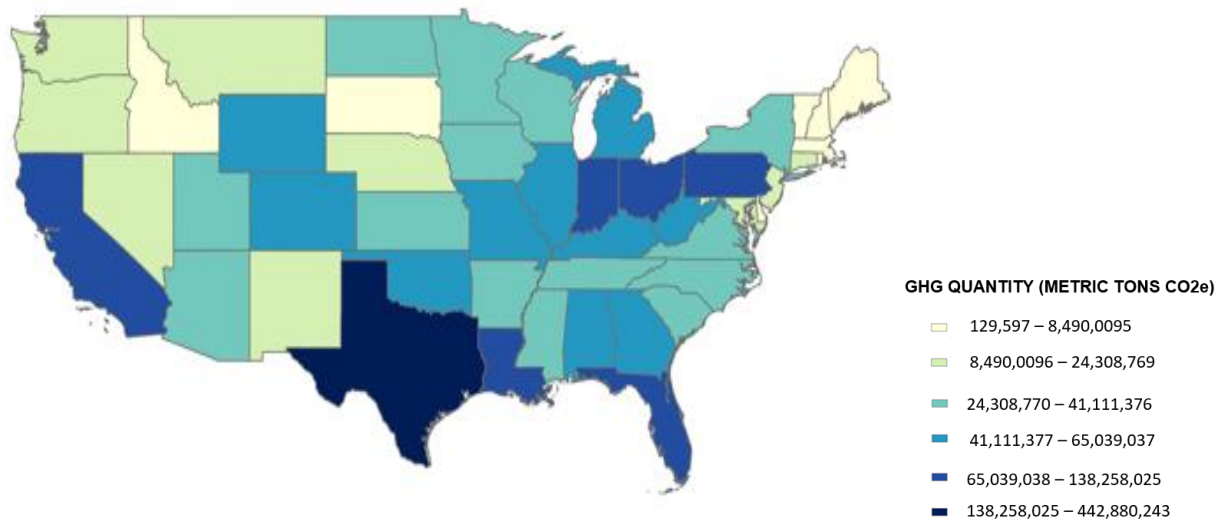 GHG QUANTITY (METRIC TONS CO2e)
129,597 – 8,490,0095
8,490,0096 – 24,308,769
24,308,770 – 41,111,376
41,111,377 – 65,039,037
65,039,038 – 138,258,025
138,258,025 – 442,880,243